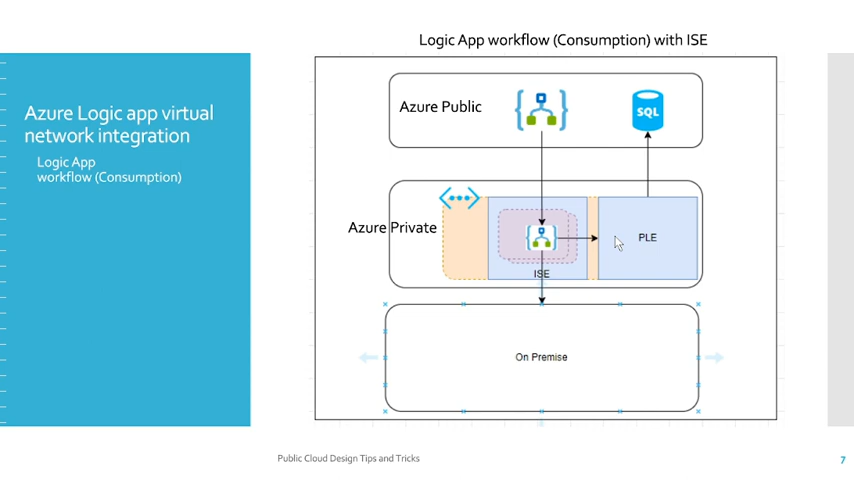 Logic App workflow (Consumption) with ISE
Azure Logic app virtual
network integration
Logic App
workflow (Consumption)
Azure Public
SQL
Azure Private
PLE
ISE
On Premise
Public Cloud Design Tips and Tricks
7